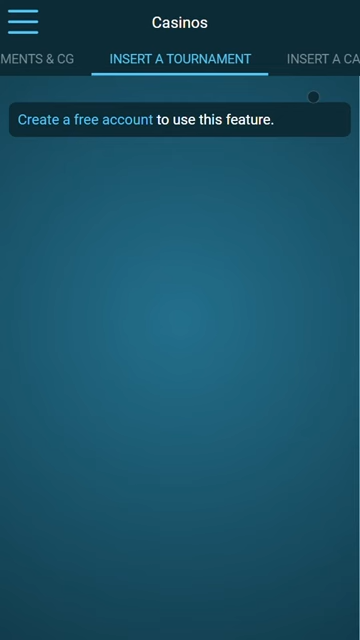 Casinos
MENTS & CG INSERT A TOURNAMENT INSERT A CA
Create a free account to use this feature.